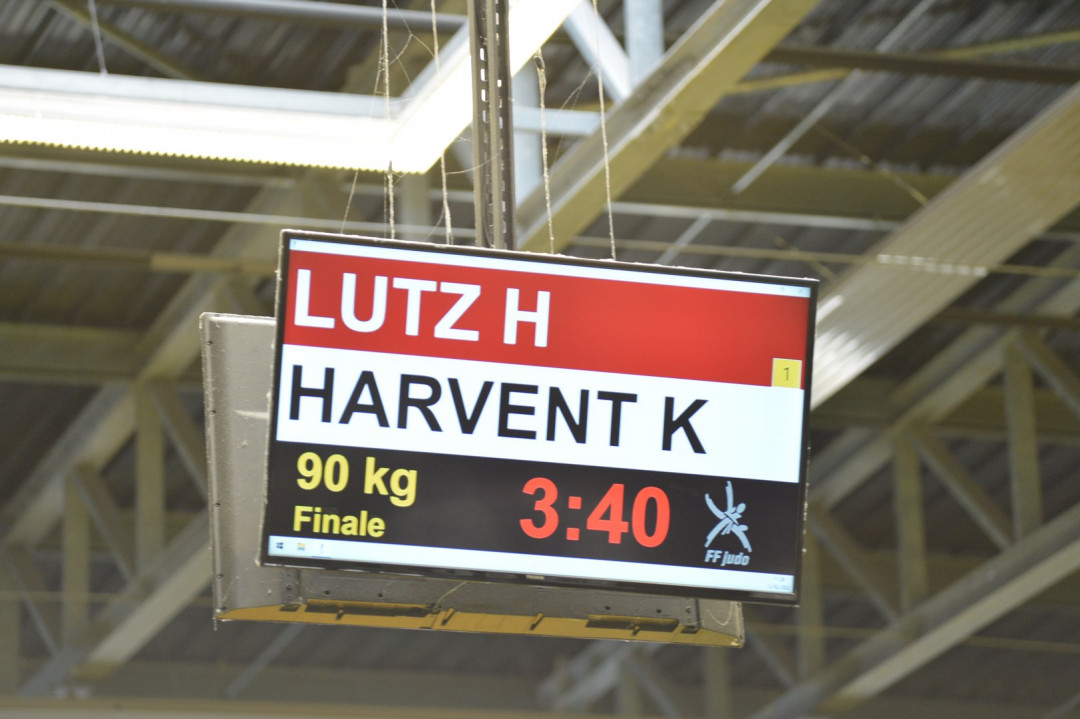 LUTZ H
1
HARVENT K
90 kg
3:40
Finale
FF judo